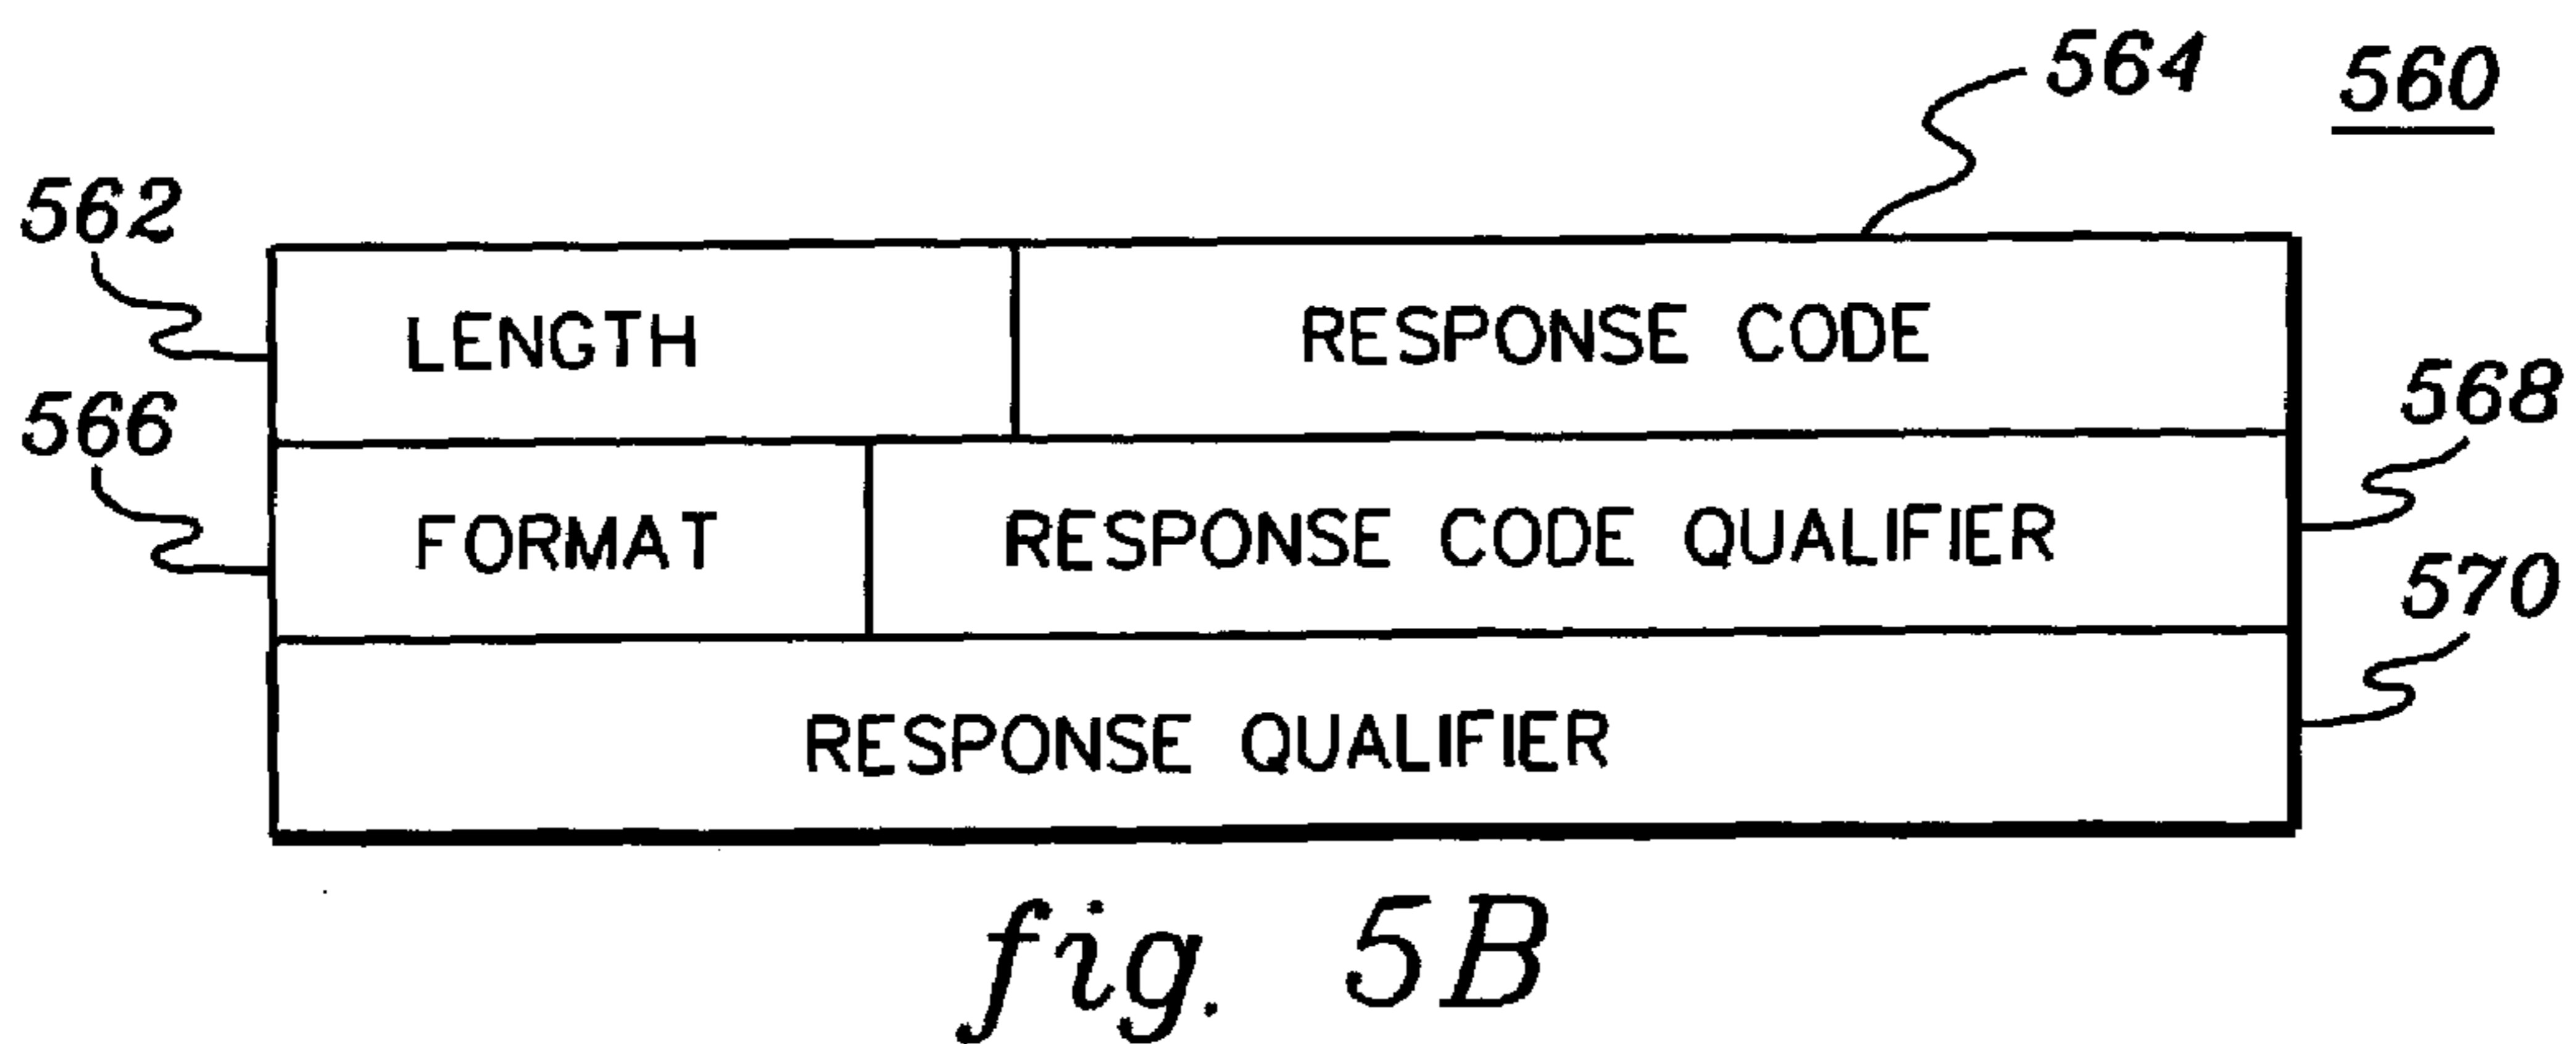 564
560
562
LENGTH
RESPONSE CODE
566
568
FORMAT
RESPONSE CODE QUALIFIER
570
RESPONSE QUALIFIER
fig. 5B